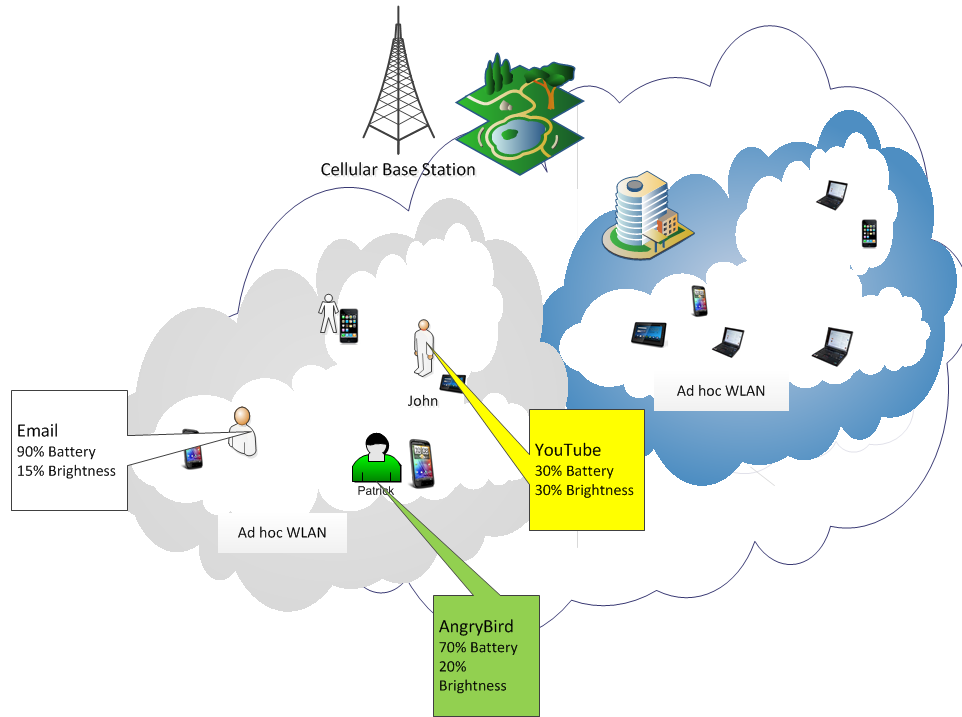 Cellular Base Station
Ad hoc WLAN
John
Email
90% Battery
15% Brightness
YouTube
30% Battery
30% Brightness
Patrick
Ad hoc WLAN
AngryBird
70% Battery
20%
Brightness